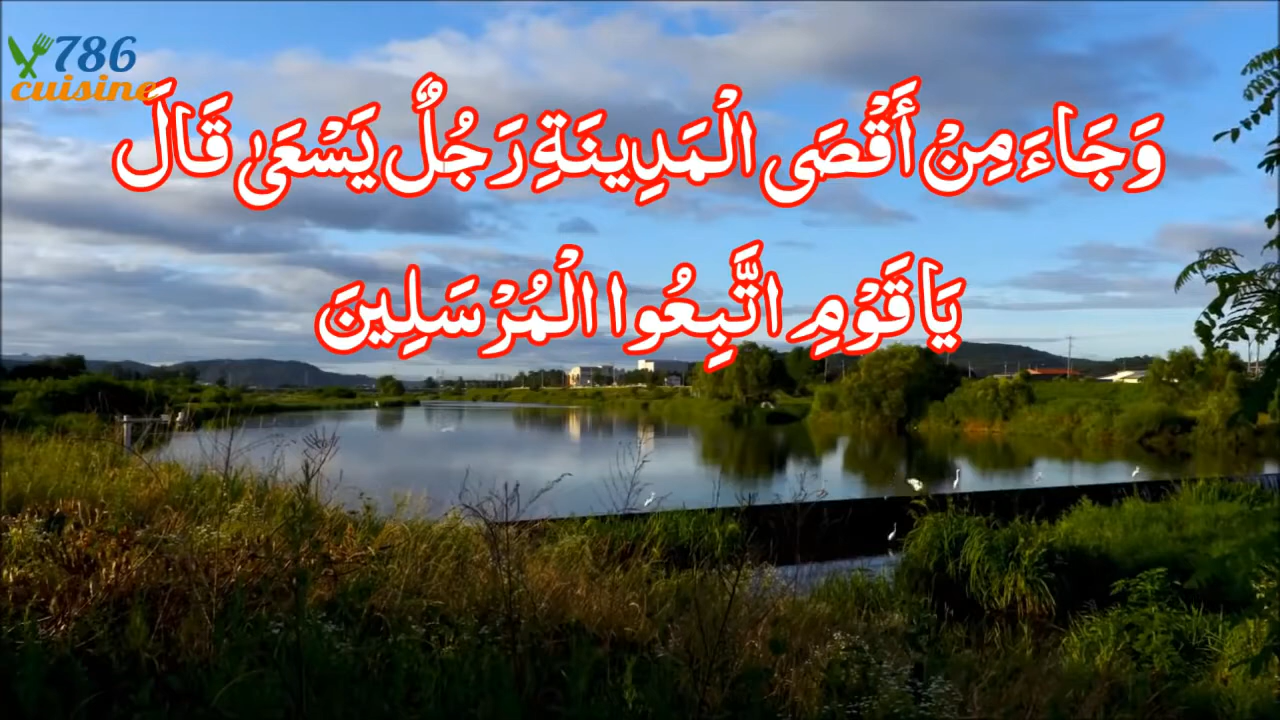 786
cuisine
وَجَاءَ مِنْ أَقْصَى الْمَدِينَةِ رَجُلٌ يَسْعَىٰ قَالَ
يَا قَوْمِ اتَّبِعُوا الْمُرْسَلِينَ